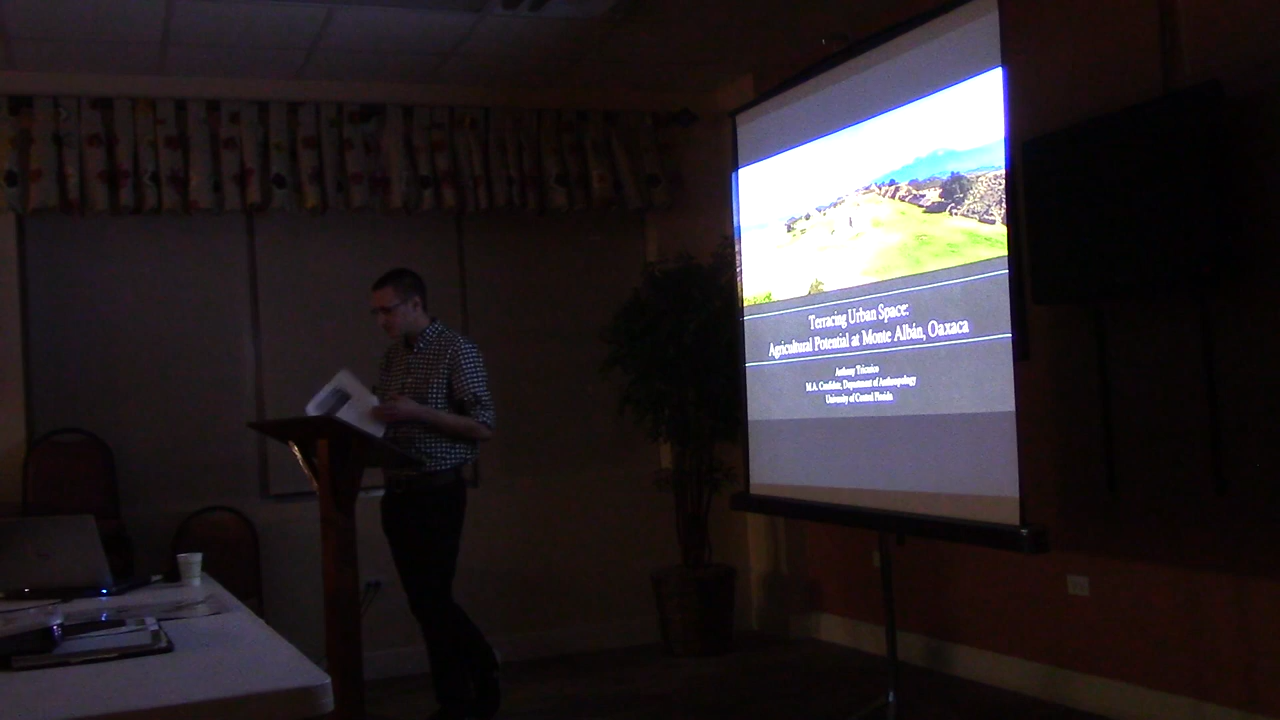 Terracing Urban Space:
Agricultural Potential at Monte Albán, Oaxaca
Anthony Tricarico
M.A. Candidate, Department of Anthropology
University of Central Florida